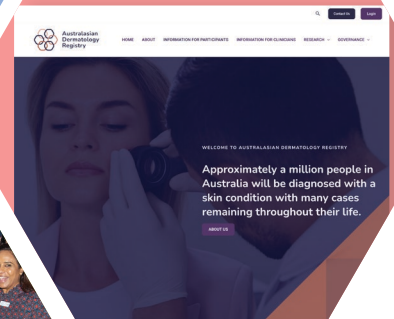 Contact Us
Login
Australasian
Dermatology
Registry
HOME
ABOUT
INFORMATION FOR PARTICIPANTS
INFORMATION FOR CLINICIANS
RESEARCH
GOVERNANCE
WELCOME TO AUSTRALASIAN DERMATOLOGY REGISTRY
Approximately a million people in
Australia will be diagnosed with a
skin condition with many cases
remaining throughout their life.
ABOUT US